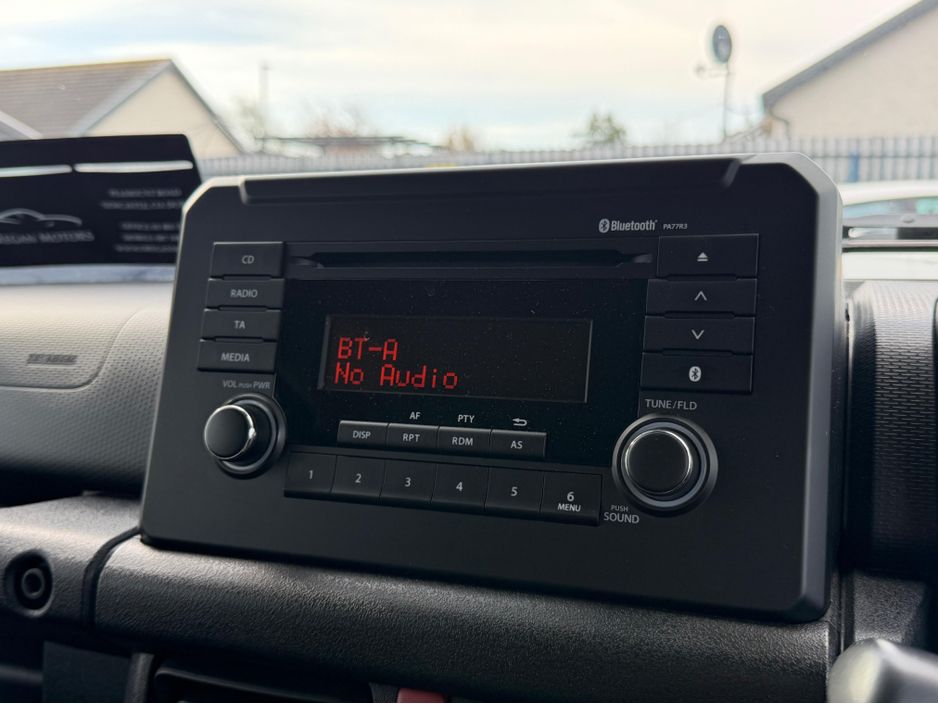 Bluetooth® PA77R3
CD
RADIO
TA
MEDIA
VOL PUSH PWR
BT-A
No Audio
AF PTY
DISP RPT RDM AS
1 2 3 4 5 6
MENU
TUNE/FLD
PUSH
SOUND
MOTORS